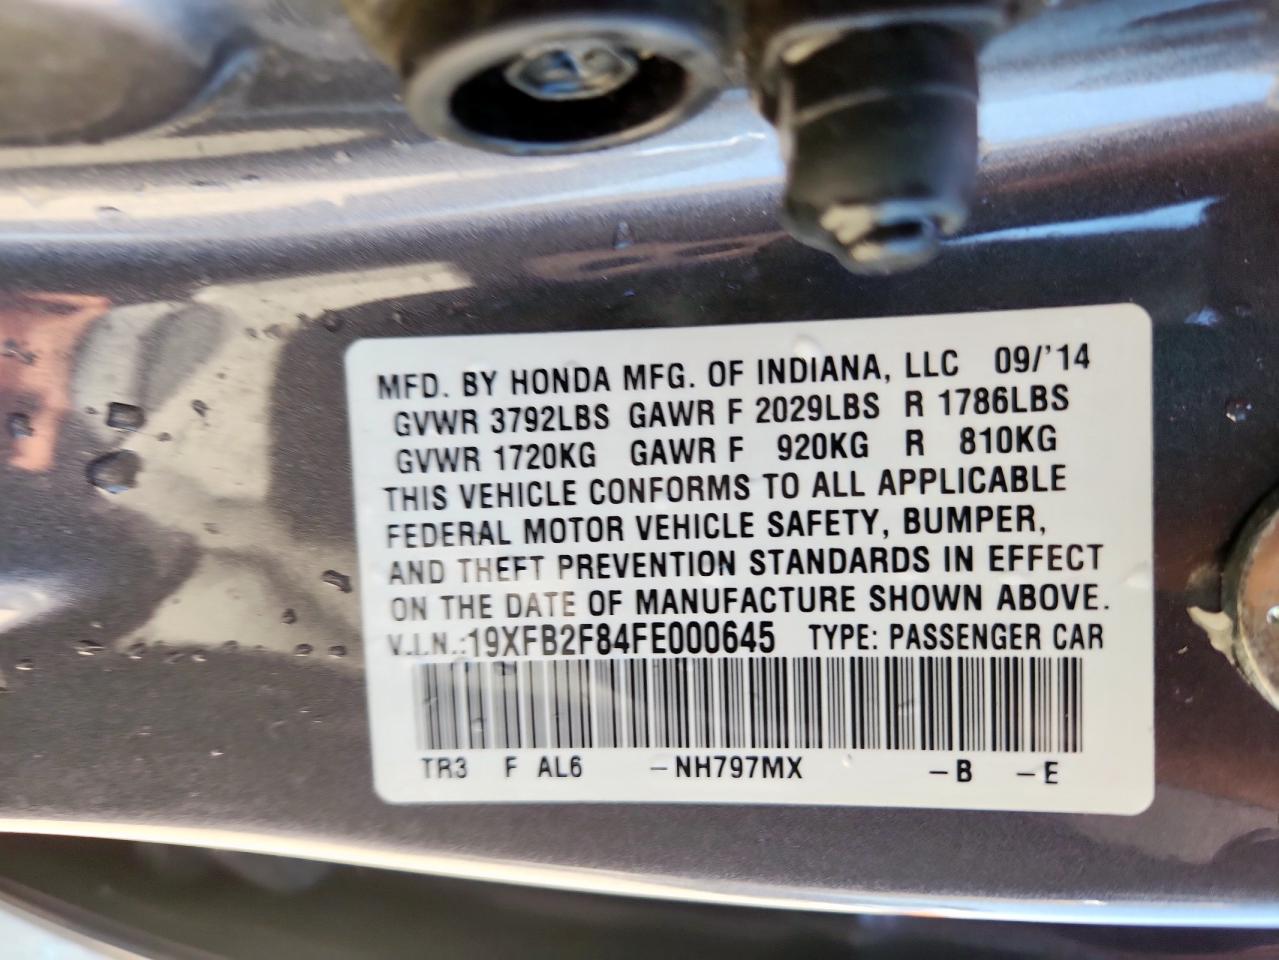 MFD. BY HONDA MFG. OF INDIANA, LLC 09/'14
GVWR 3792LBS GAWR F 2029LBS R 1786LBS
GVWR 1720KG GAWR F 920KG R 810KG
THIS VEHICLE CONFORMS TO ALL APPLICABLE
FEDERAL MOTOR VEHICLE SAFETY, BUMPER,
AND THEFT PREVENTION STANDARDS IN EFFECT
ON THE DATE OF MANUFACTURE SHOWN ABOVE.
V.I.N.:19XFB2F84FE000645 TYPE: PASSENGER CAR
TR3 F AL6 -NH797MX -B -E